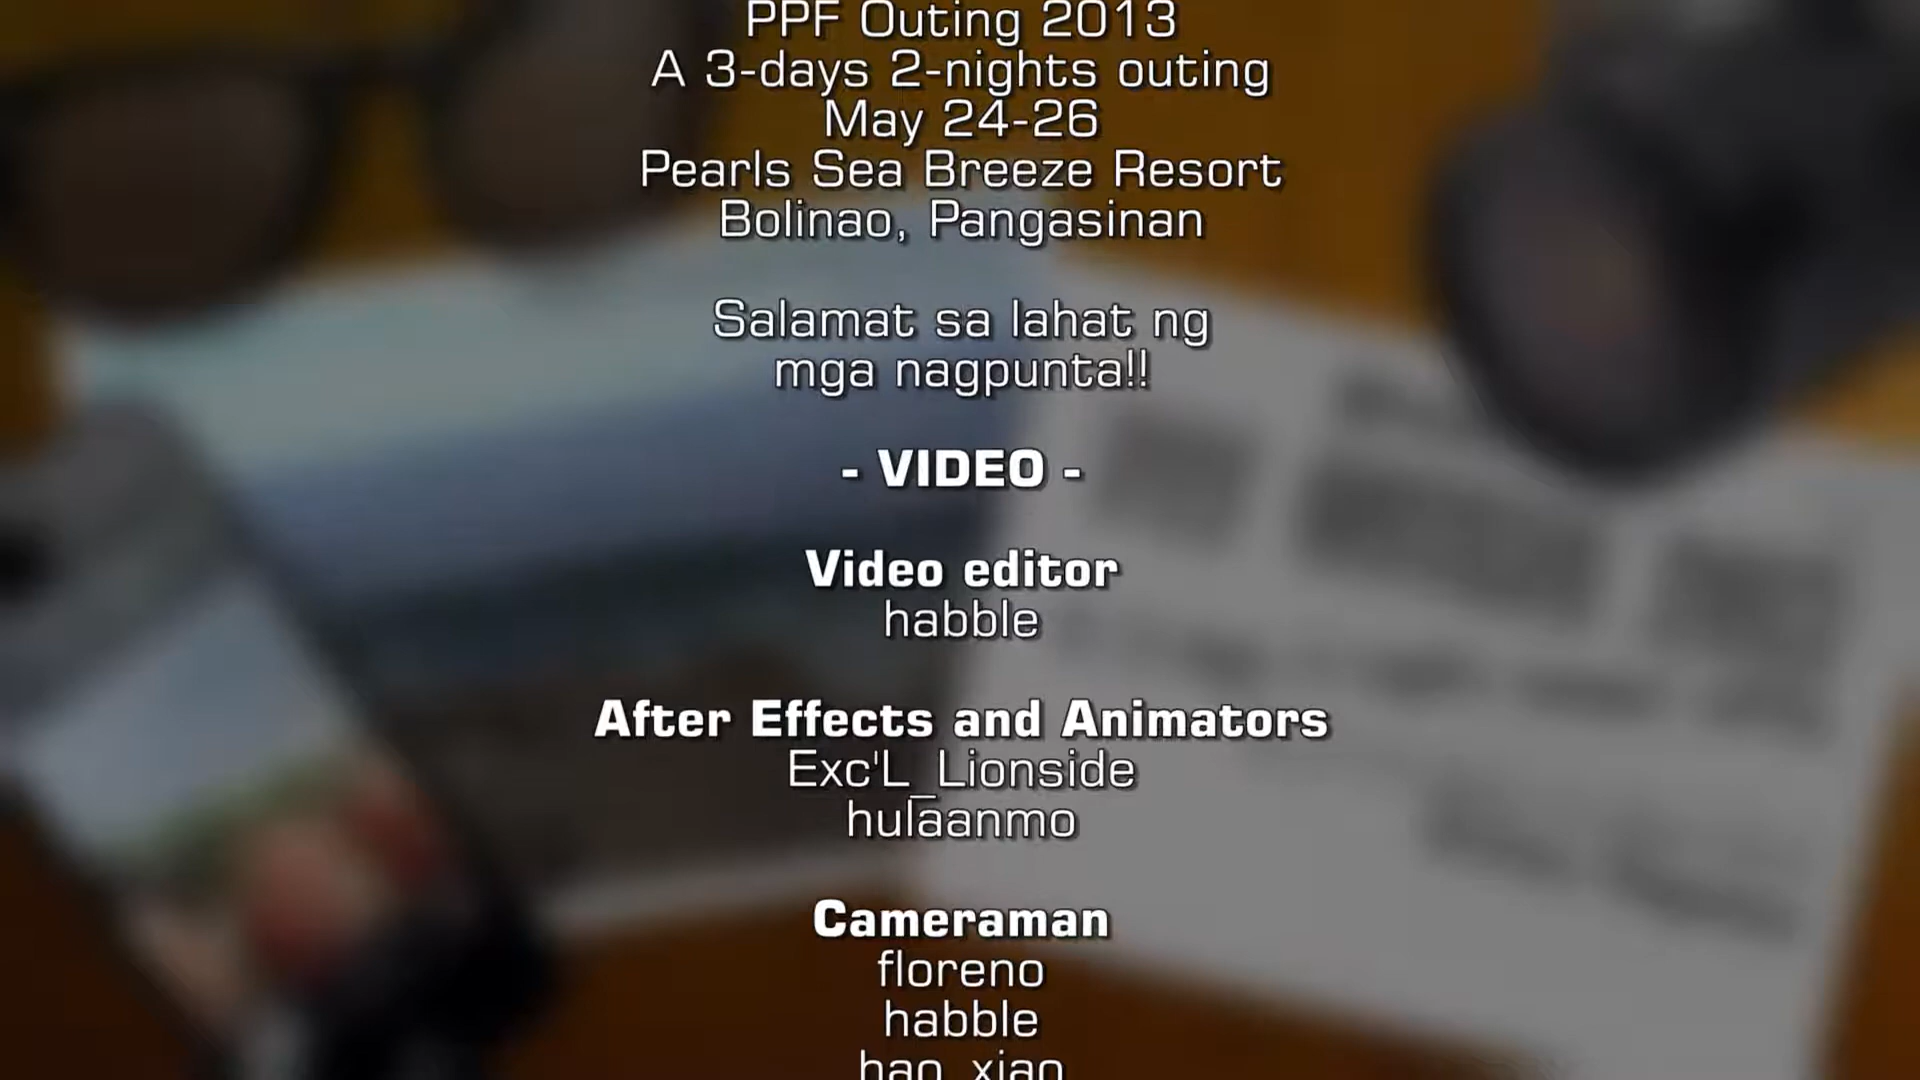 PPF Outing 2013
A 3-days 2-nights outing
May 24-26
Pearls Sea Breeze Resort
Bolinao, Pangasinan
Salamat sa lahat ng
mga nagpunta!!
- VIDEO -
Video editor
habble
After Effects and Animators
Exc'L_Lionside
hulaanmo
Cameraman
floreno
habble
hao_xian